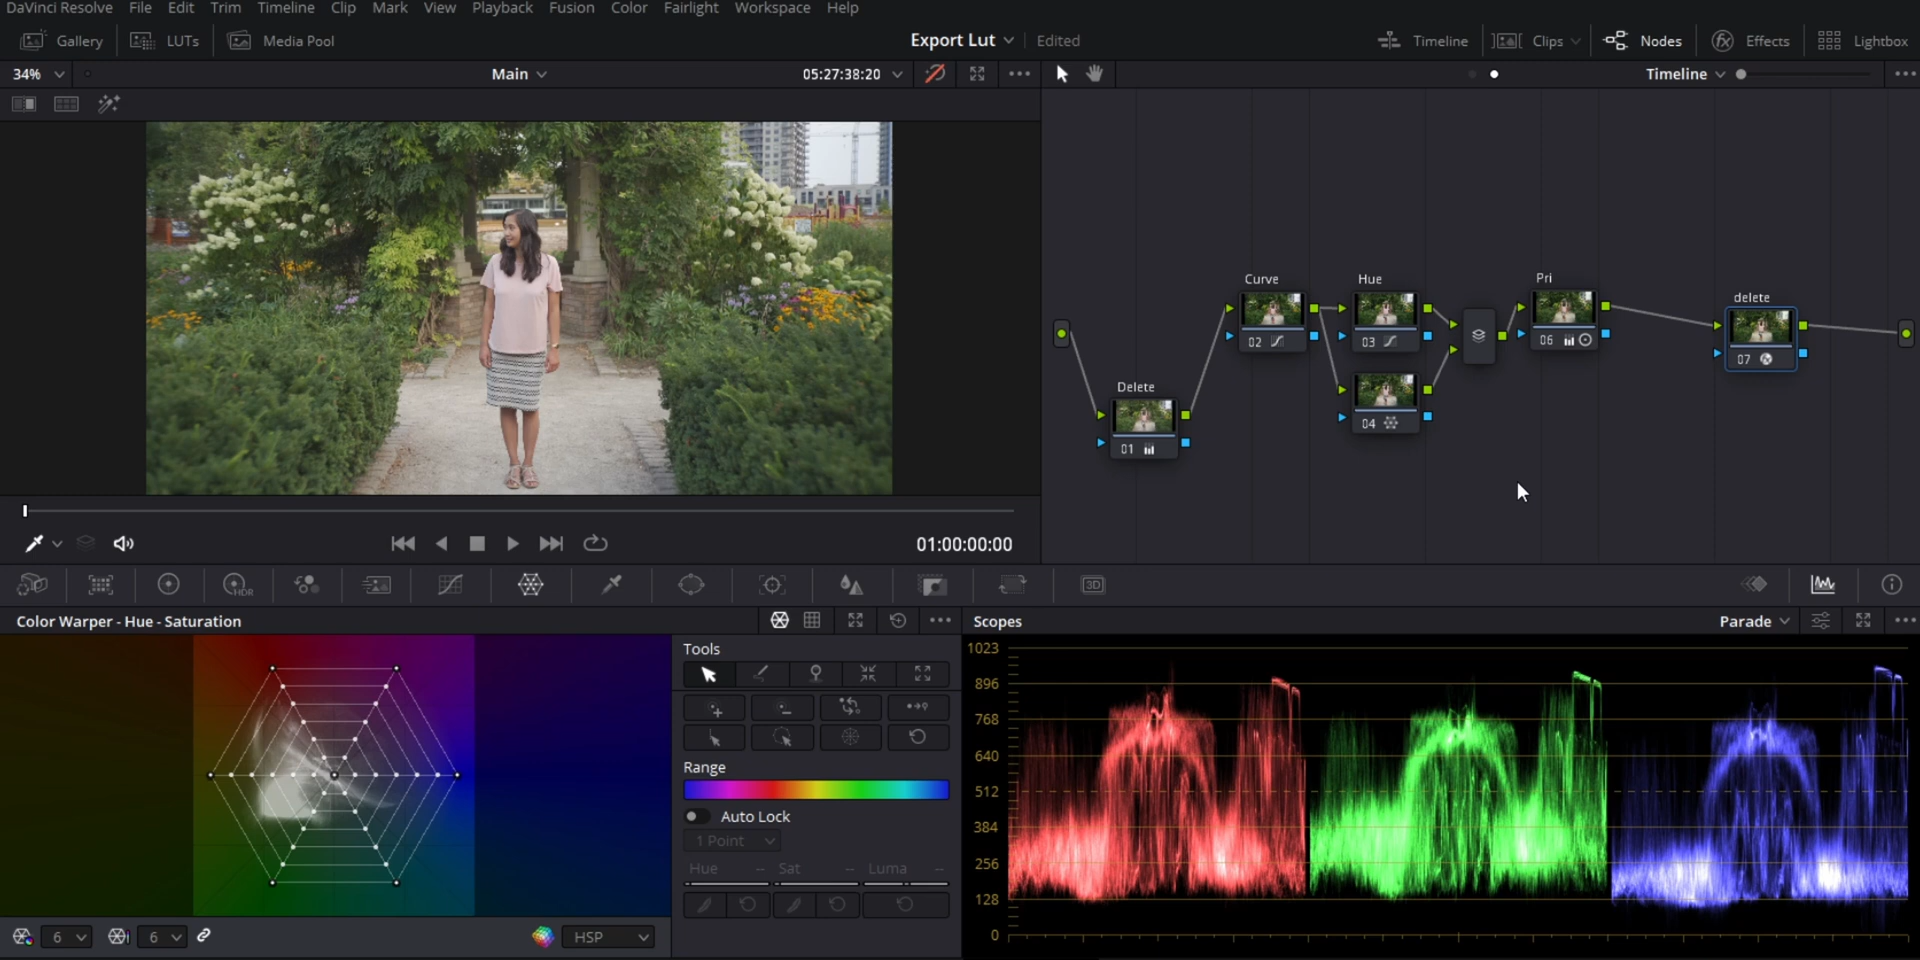 DaVinci Resolve File Edit Trim Timeline Clip Mark View Playback Fusion Color Fairlight Workspace Help
Gallery LUTs Media Pool Export Lut Edited Timeline Clips Nodes Effects Lightbox
34% Main 05:27:38:20 Timeline
Curve Hue Pri delete
02 03 06 07
Delete
01 04
01:00:00:00
HDR 3D
Color Warper - Hue - Saturation Scopes Parade
Tools
Range
Auto Lock
1 Point
Hue -- Sat -- Luma --
6 6 HSP
1023
896
768
640
512
384
256
128
0